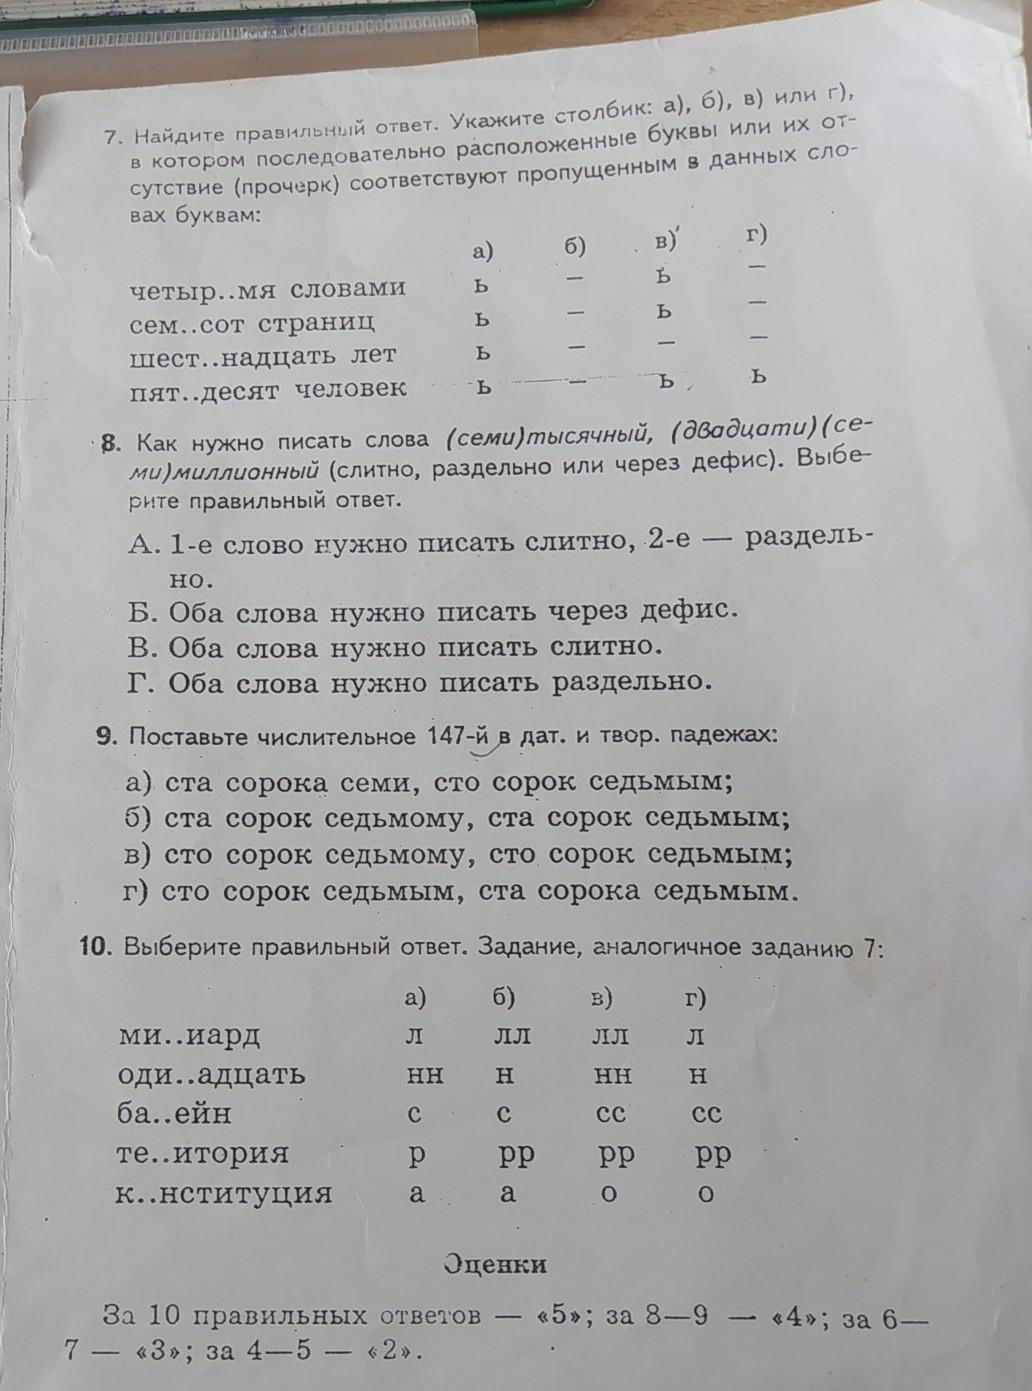 7. Найдите правильный ответ. Укажите столбик: а), б), в) или г),
в котором последовательно расположенные буквы или их от-
сутствие (прочерк) соответствуют пропущенным в данных сло-
вах буквам:
а) б) в) г)
четыр..мя словами ь — ь —
сем..сот страниц ь — ь —
шест..надцать лет ь — — —
пят..десят человек ь — ь ь
8. Как нужно писать слова (семи)тысячный, (двадцати)(се-
ми)миллионный (слитно, раздельно или через дефис). Выбе-
рите правильный ответ.
А. 1-е слово нужно писать слитно, 2-е — раздель-
но.
Б. Оба слова нужно писать через дефис.
В. Оба слова нужно писать слитно.
Г. Оба слова нужно писать раздельно.
9. Поставьте числительное 147-й в дат. и твор. падежах:
а) ста сорока семи, сто сорок седьмым;
б) ста сорок седьмому, ста сорок седьмым;
в) сто сорок седьмому, сто сорок седьмым;
г) сто сорок седьмым, ста сорока седьмым.
10. Выберите правильный ответ. Задание, аналогичное заданию 7:
а) б) в) г)
ми..иард л лл лл л
оди..адцать нн н нн н
ба..ейн с с сс сс
те..итория р рр рр рр
к..нституция а а о о
Оценки
За 10 правильных ответов — «5»; за 8—9 — «4»; за 6—
7 — «3»; за 4—5 — «2».